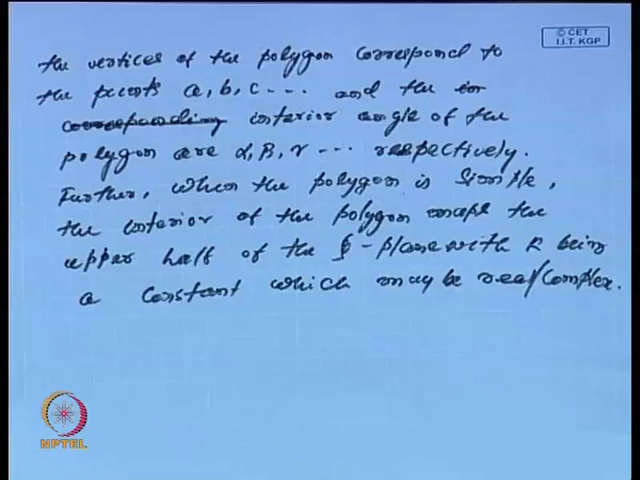 © CET
I.I.T. KGP
the vertices of the polygon correspond to
the points a, b, c ... and the in
corresponding interior angle of the
polygon are α, β, γ ... respectively.
Further, when the polygon is simple,
the interior of the polygon maps the
upper half of the ξ-plane with K being
a constant which may be real/complex.
NPTEL